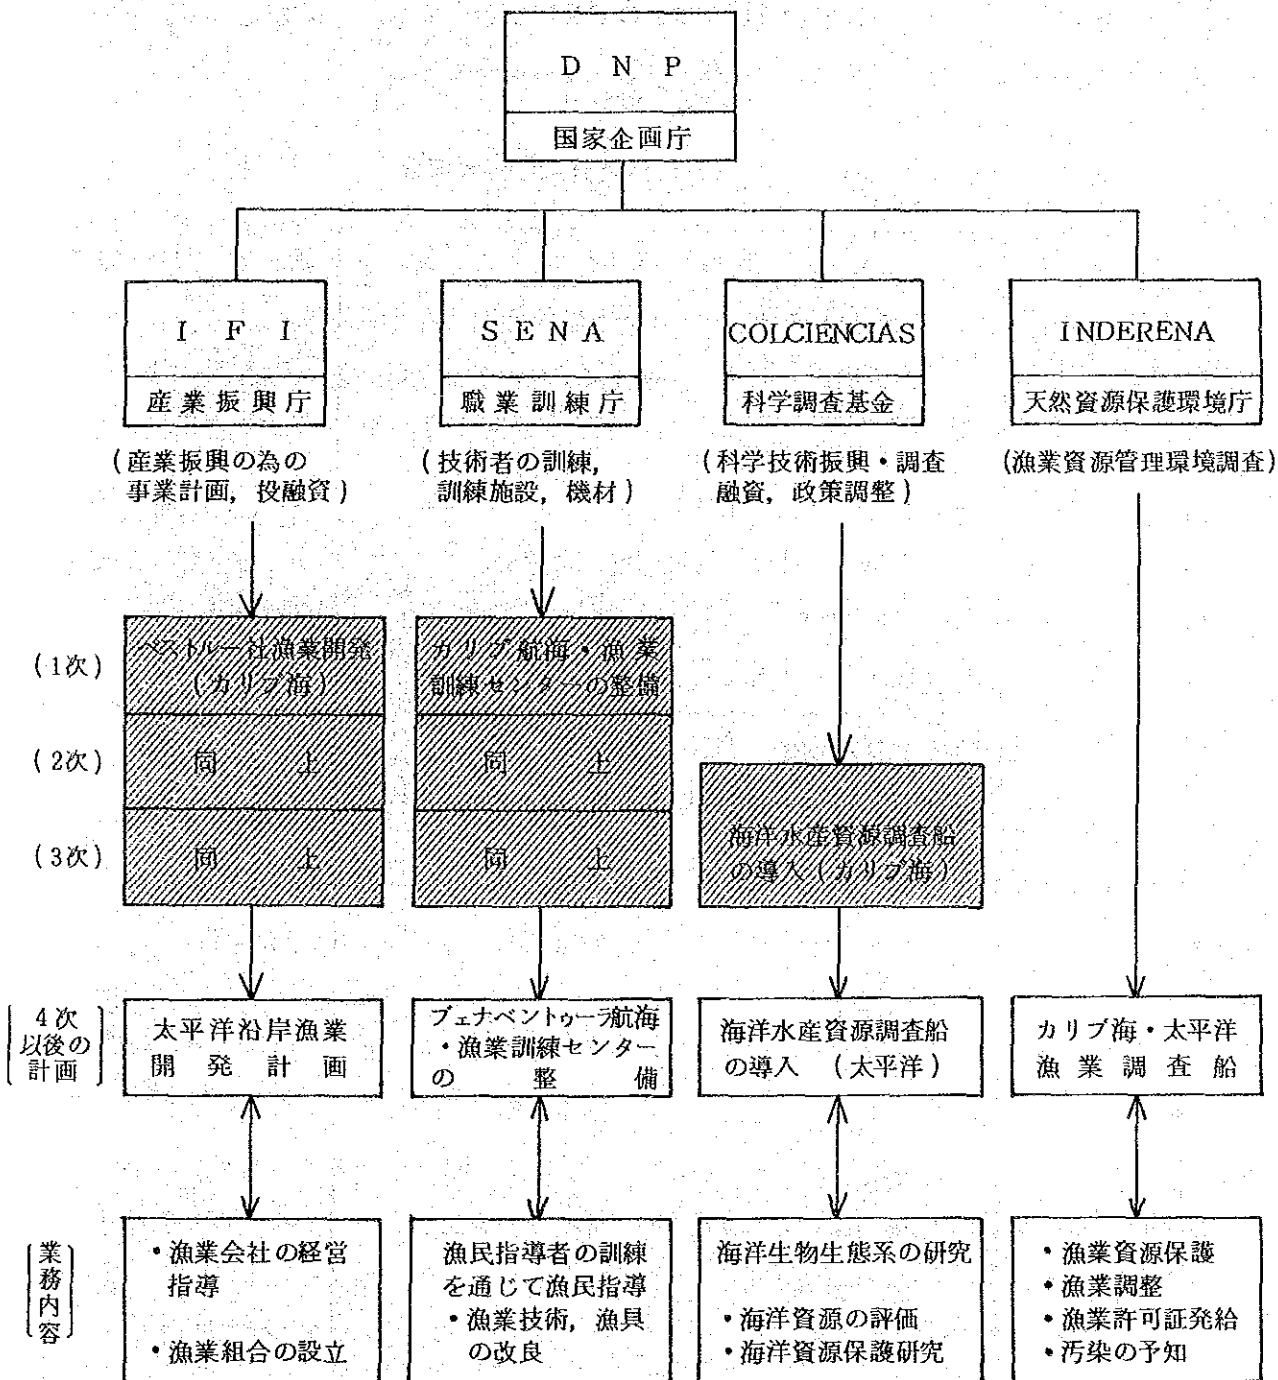 DNP
国家企画庁
IFI
産業振興庁
(産業振興の為の
事業計画, 投融資)
SENA
職業訓練庁
(技術者の訓練,
訓練施設, 機材)
COLCIENCIAS
科学調査基金
(科学技術振興・調査
融資, 政策調整)
INDERENA
天然資源保護環境庁
(漁業資源管理環境調査)
(1次)
ベストルー社漁業開発
(カリブ海)
カリブ航海・漁業
訓練センターの整備
(2次)
同上
同上
(3次)
同上
同上
海洋水産資源調査船
の導入(カリブ海)
4次
以後の
計画
太平洋沿岸漁業
開発計画
ブェナベントゥーラ航海
・漁業訓練センター
の整備
海洋水産資源調査船
の導入 (太平洋)
カリブ海・太平洋
漁業調査船
業務内容
・漁業会社の経営
指導
・漁業組合の設立
漁民指導者の訓練
を通じて漁民指導
・漁業技術, 漁具
の改良
海洋生物生態系の研究
・海洋資源の評価
・海洋資源保護研究
・漁業資源保護
・漁業調整
・漁業許可証発給
・汚染の予知